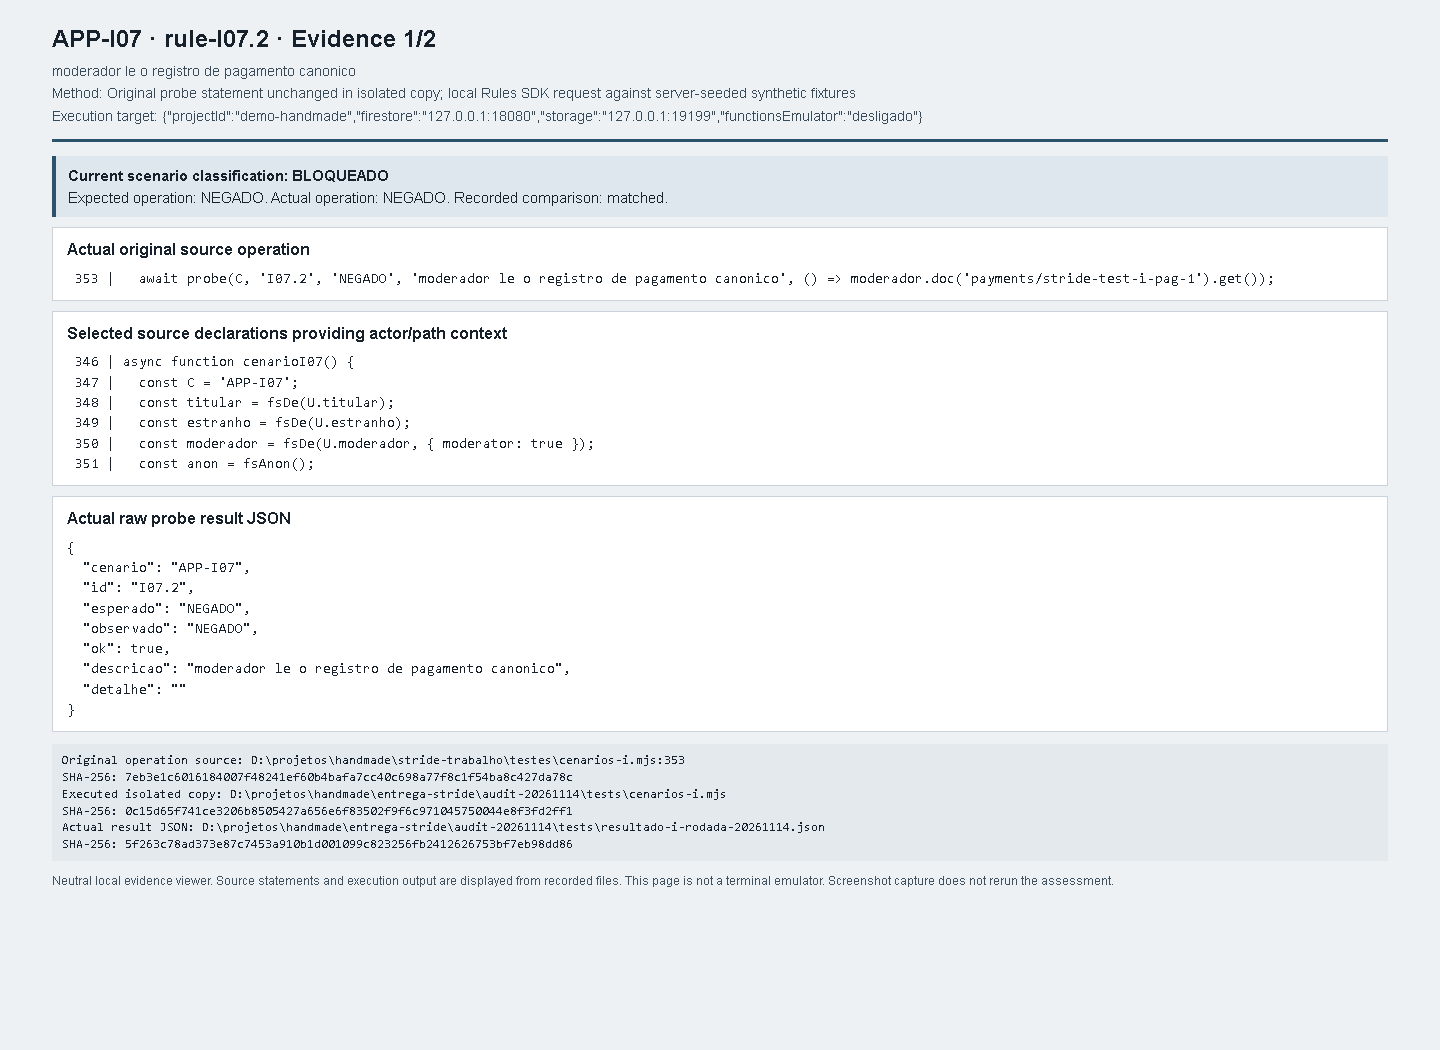 APP-I07 · rule-I07.2 · Evidence 1/2
moderador le o registro de pagamento canonico
Method: Original probe statement unchanged in isolated copy; local Rules SDK request against server-seeded synthetic fixtures
Execution target: {"projectId":"demo-handmade","firestore":"127.0.0.1:18080","storage":"127.0.0.1:19199","functionsEmulator":"desligado"}
Current scenario classification: BLOQUEADO
Expected operation: NEGADO. Actual operation: NEGADO. Recorded comparison: matched.
Actual original source operation
353 |   await probe(C, 'I07.2', 'NEGADO', 'moderador le o registro de pagamento canonico', () => moderador.doc('payments/stride-test-i-pag-1').get());
Selected source declarations providing actor/path context
346 | async function cenarioI07() {
347 |   const C = 'APP-I07';
348 |   const titular = fsDe(U.titular);
349 |   const estranho = fsDe(U.estranho);
350 |   const moderador = fsDe(U.moderador, { moderator: true });
351 |   const anon = fsAnon();
Actual raw probe result JSON
{
  "cenario": "APP-I07",
  "id": "I07.2",
  "esperado": "NEGADO",
  "observado": "NEGADO",
  "ok": true,
  "descricao": "moderador le o registro de pagamento canonico",
  "detalhe": ""
}
Original operation source: D:\projetos\handmade\stride-trabalho\testes\cenarios-i.mjs:353
SHA-256: 7eb3e1c6016184007f48241ef60b4bafa7cc40c698a77f8c1f54ba8c427da78c
Executed isolated copy: D:\projetos\handmade\entrega-stride\audit-20261114\tests\cenarios-i.mjs
SHA-256: 0c15d65f741ce3206b8505427a656e6f83502f9f6c971045750044e8f3fd2ff1
Actual result JSON: D:\projetos\handmade\entrega-stride\audit-20261114\tests\resultado-i-rodada-20261114.json
SHA-256: 5f263c78ad373e87c7453a910b1d001099c823256fb2412626753bf7eb98dd86
Neutral local evidence viewer. Source statements and execution output are displayed from recorded files. This page is not a terminal emulator. Screenshot capture does not rerun the assessment.